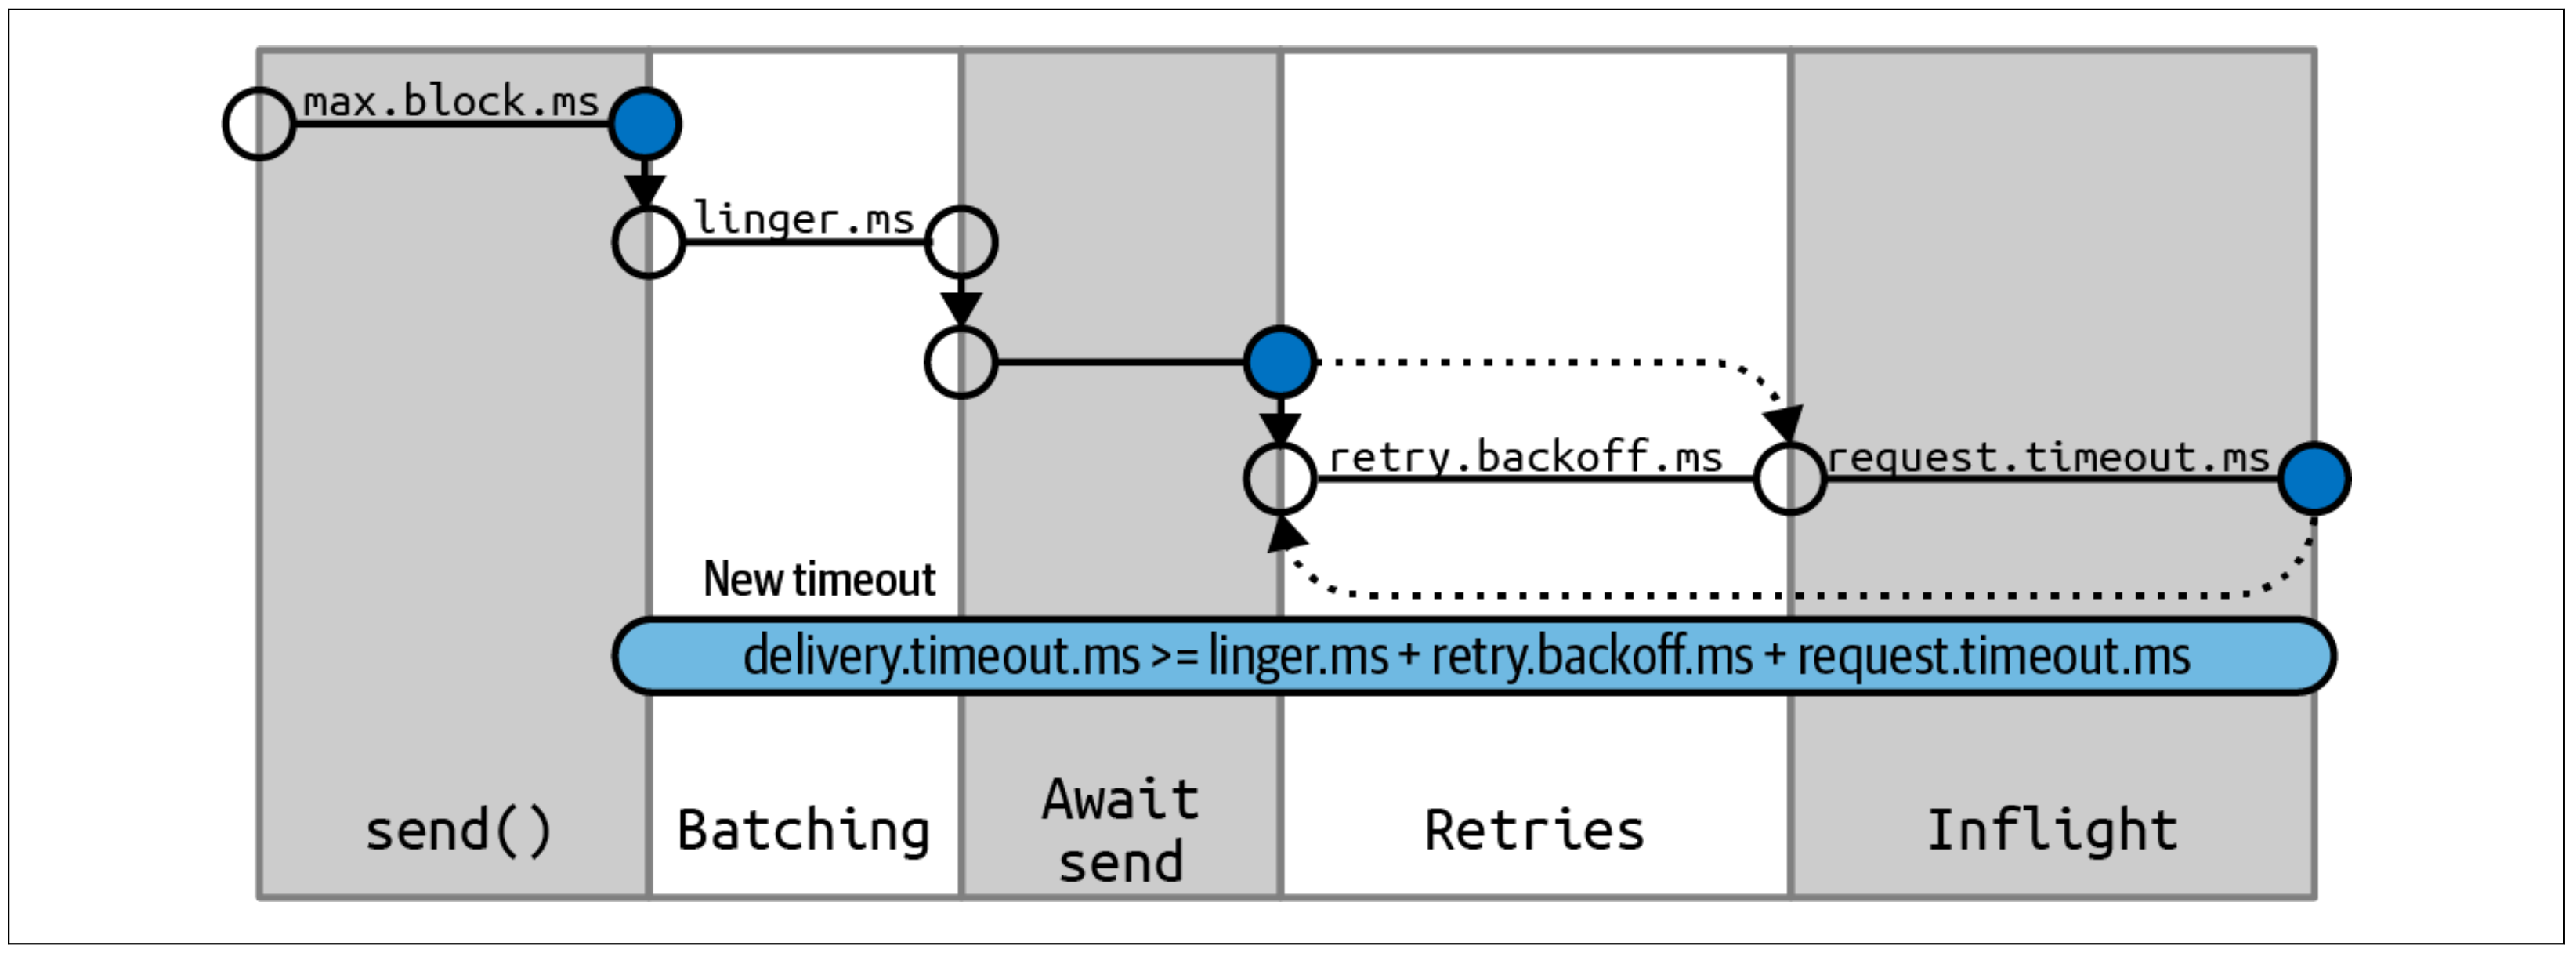 max.block.ms
linger.ms
retry.backoff.ms
request.timeout.ms
New timeout
delivery.timeout.ms >= linger.ms + retry.backoff.ms + request.timeout.ms
send()
Batching
Await
send
Retries
Inflight